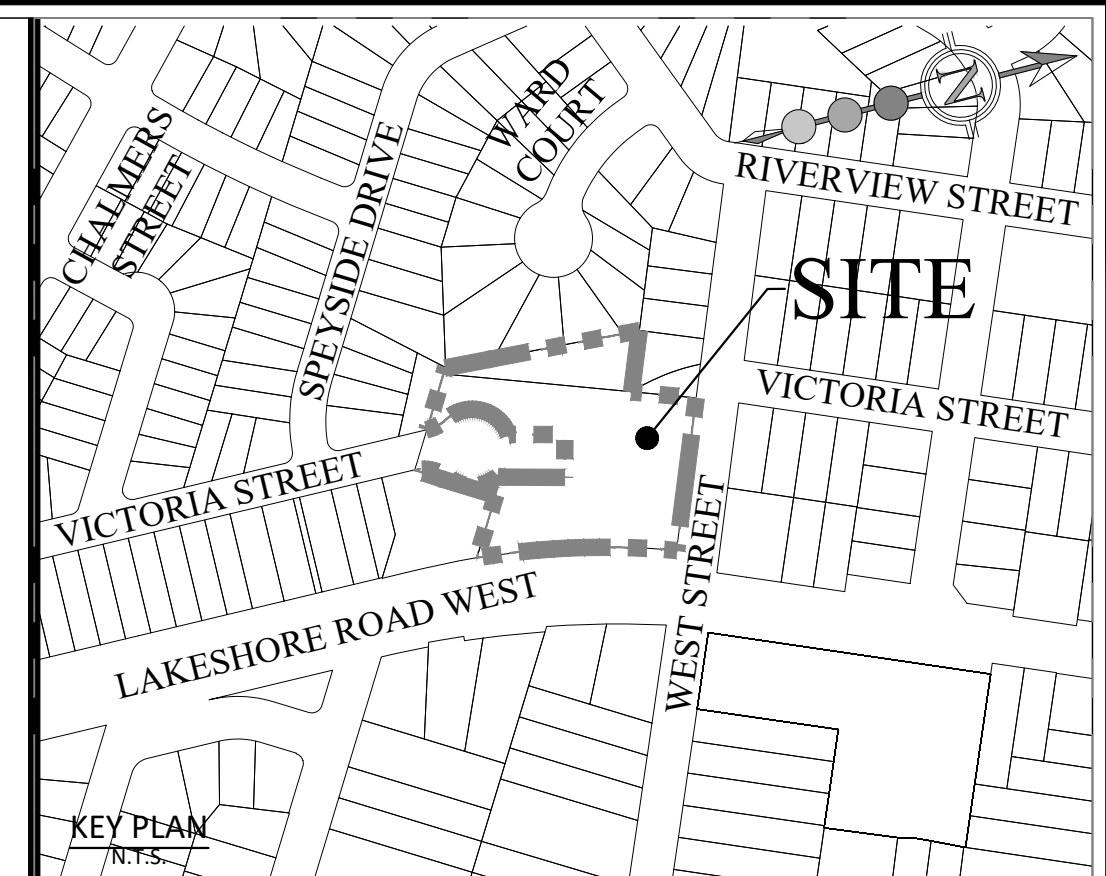 WARD
COURT
N
CHALMERS
STREET
SPEYSIDE DRIVE
RIVERVIEW STREET
SITE
VICTORIA STREET
VICTORIA STREET
WEST STREET
LAKESHORE ROAD WEST
KEY PLAN
N.T.S.